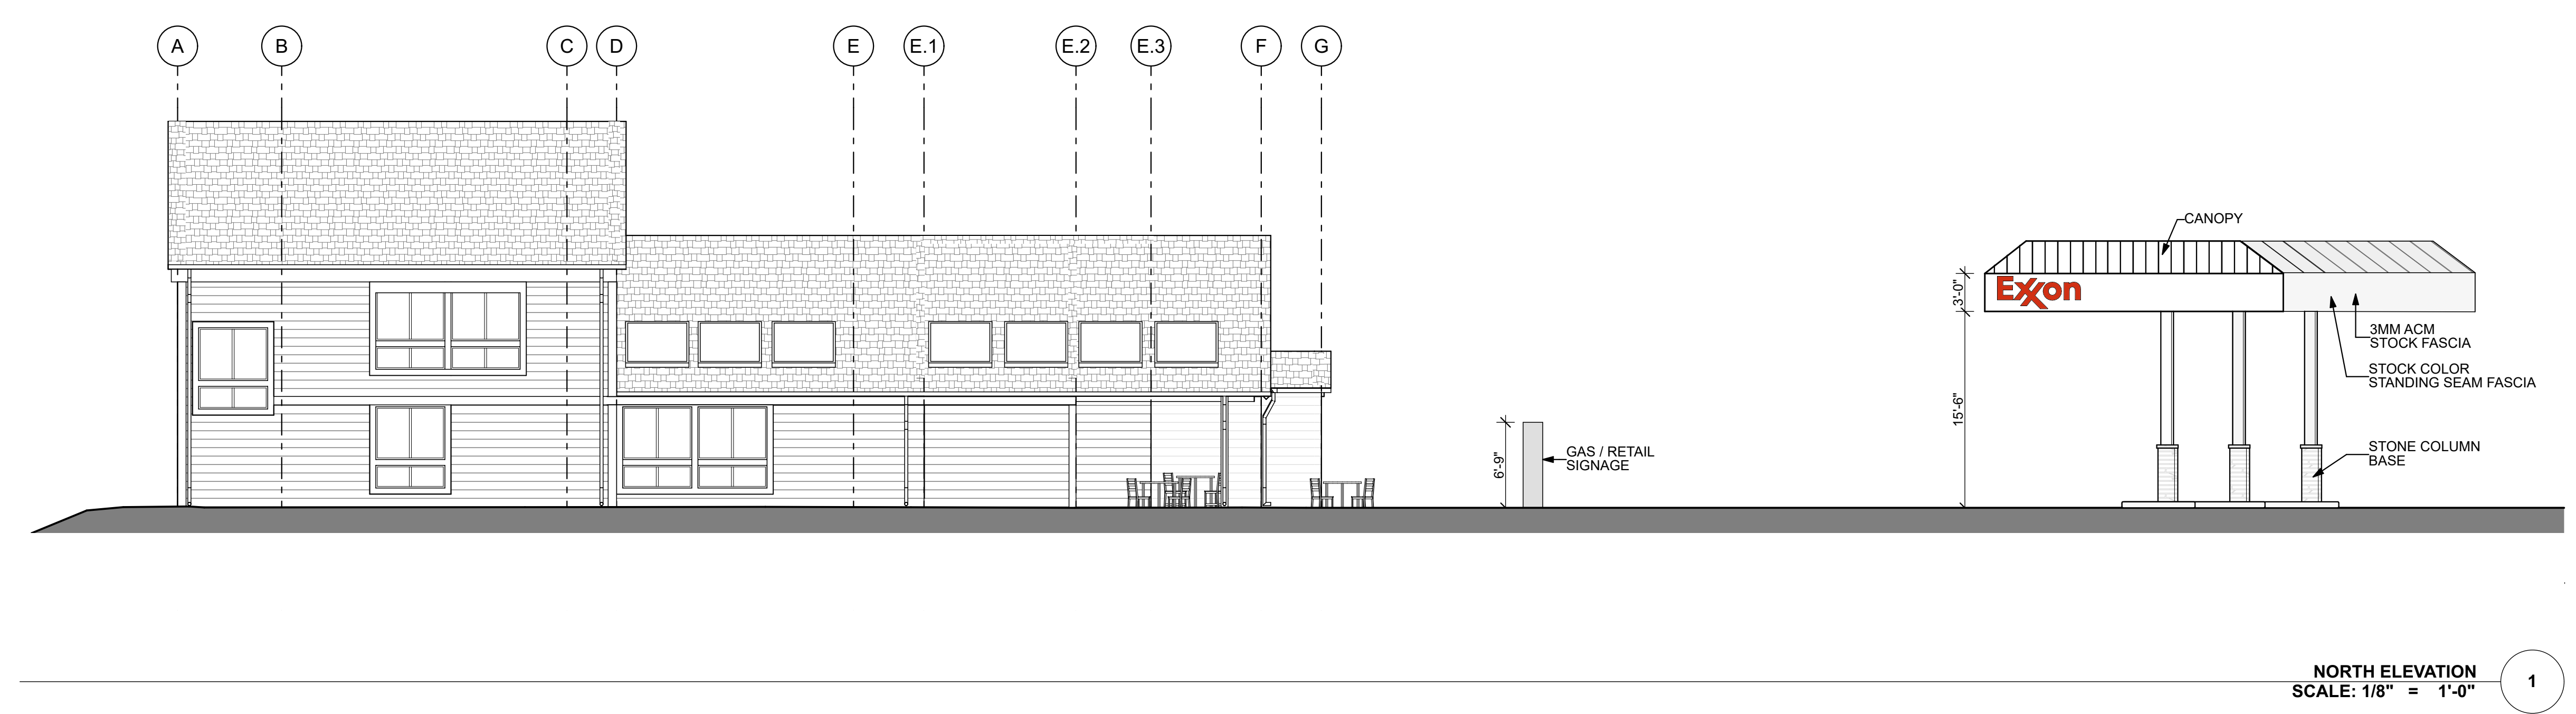 A
B
C
D
E
E.1
E.2
E.3
F
G
CANOPY
Exxon
3'-0"
3MM ACM
STOCK FASCIA
STOCK COLOR
STANDING SEAM FASCIA
15'-6"
STONE COLUMN
BASE
6'-9"
GAS / RETAIL
SIGNAGE
NORTH ELEVATION
SCALE: 1/8" = 1'-0"
1